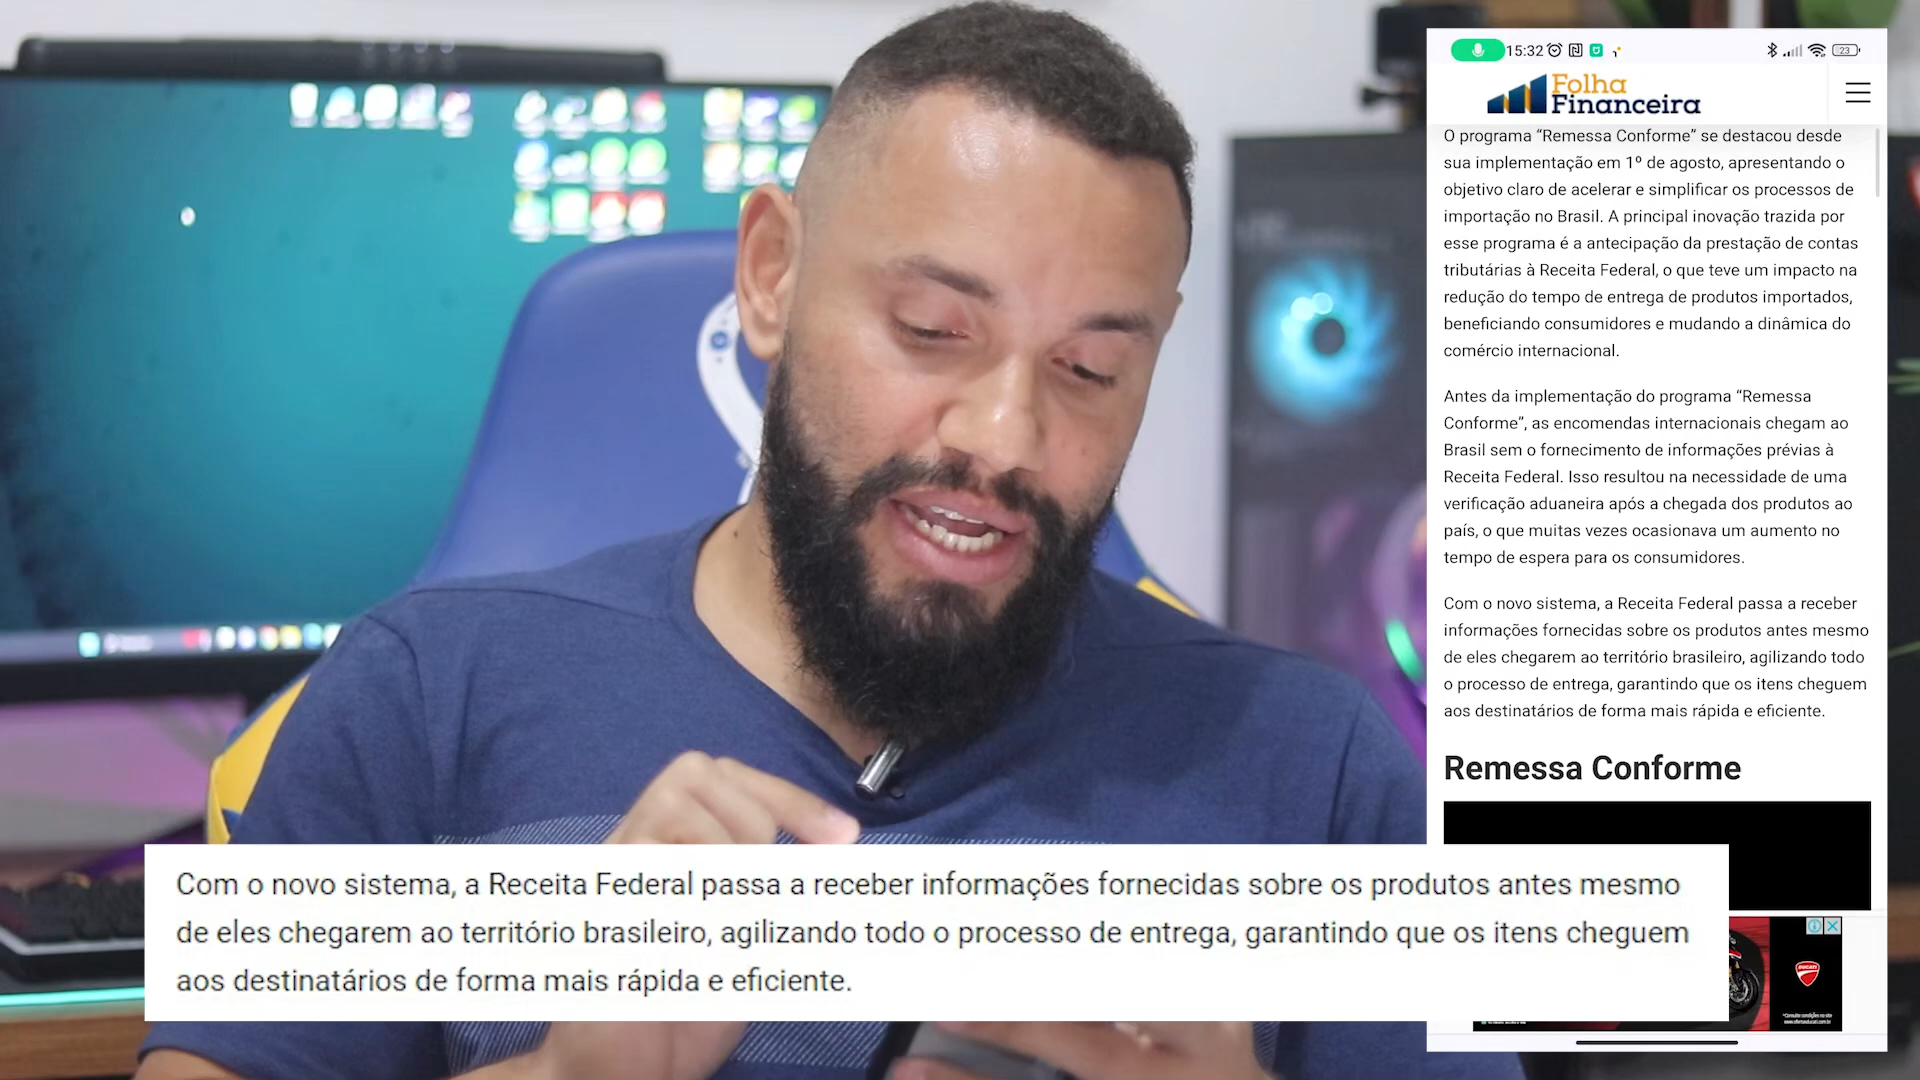 15:32
23
Folha
Financeira
O programa “Remessa Conforme” se destacou desde
sua implementação em 1º de agosto, apresentando o
objetivo claro de acelerar e simplificar os processos de
importação no Brasil. A principal inovação trazida por
esse programa é a antecipação da prestação de contas
tributárias à Receita Federal, o que teve um impacto na
redução do tempo de entrega de produtos importados,
beneficiando consumidores e mudando a dinâmica do
comércio internacional.
Antes da implementação do programa “Remessa
Conforme”, as encomendas internacionais chegam ao
Brasil sem o fornecimento de informações prévias à
Receita Federal. Isso resultou na necessidade de uma
verificação aduaneira após a chegada dos produtos ao
país, o que muitas vezes ocasionava um aumento no
tempo de espera para os consumidores.
Com o novo sistema, a Receita Federal passa a receber
informações fornecidas sobre os produtos antes mesmo
de eles chegarem ao território brasileiro, agilizando todo
o processo de entrega, garantindo que os itens cheguem
aos destinatários de forma mais rápida e eficiente.
Remessa Conforme
Com o novo sistema, a Receita Federal passa a receber informações fornecidas sobre os produtos antes mesmo
de eles chegarem ao território brasileiro, agilizando todo o processo de entrega, garantindo que os itens cheguem
aos destinatários de forma mais rápida e eficiente.
DUCATI